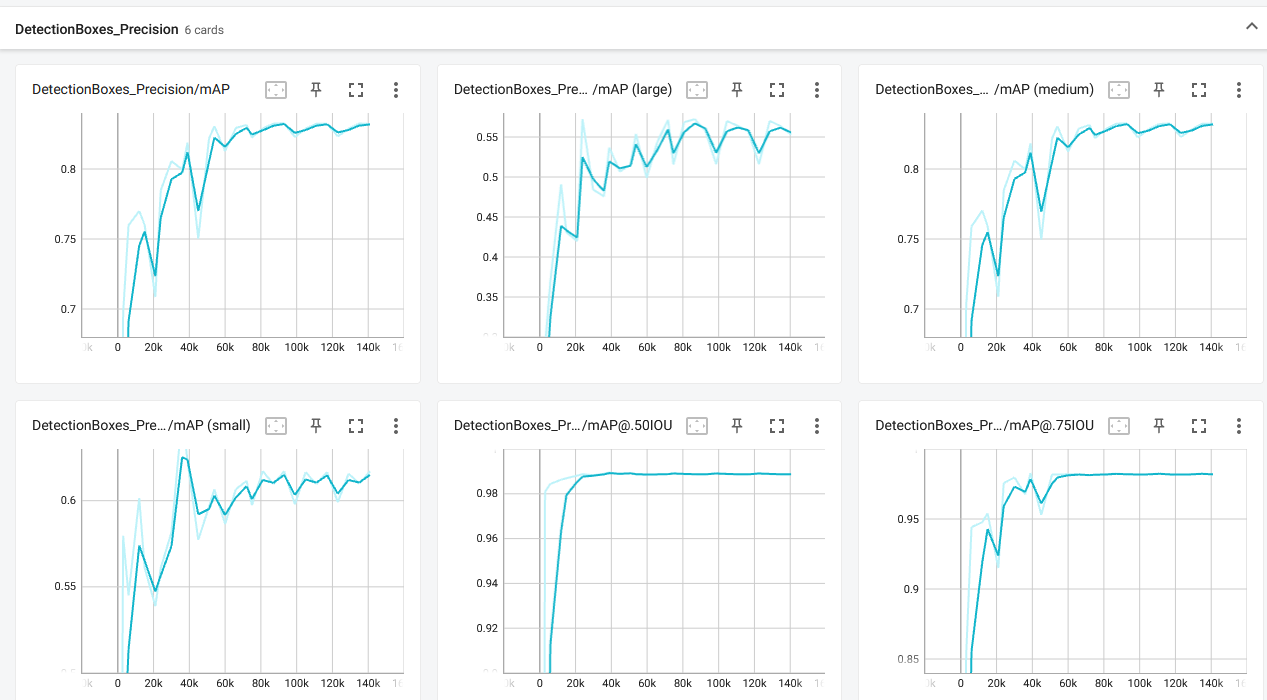 DetectionBoxes_Precision 6 cards
DetectionBoxes_Precision/mAP
0.8
0.75
0.7
0 20k 40k 60k 80k 100k 120k 140k
DetectionBoxes_Pre... /mAP (large)
0.55
0.5
0.45
0.4
0.35
0 20k 40k 60k 80k 100k 120k 140k
DetectionBoxes_... /mAP (medium)
0.8
0.75
0.7
0 20k 40k 60k 80k 100k 120k 140k
DetectionBoxes_Pre.../mAP (small)
0.6
0.55
0 20k 40k 60k 80k 100k 120k 140k
DetectionBoxes_Pr.../mAP@.50IOU
0.98
0.96
0.94
0.92
0 20k 40k 60k 80k 100k 120k 140k
DetectionBoxes_Pr.../mAP@.75IOU
0.95
0.9
0.85
0 20k 40k 60k 80k 100k 120k 140k